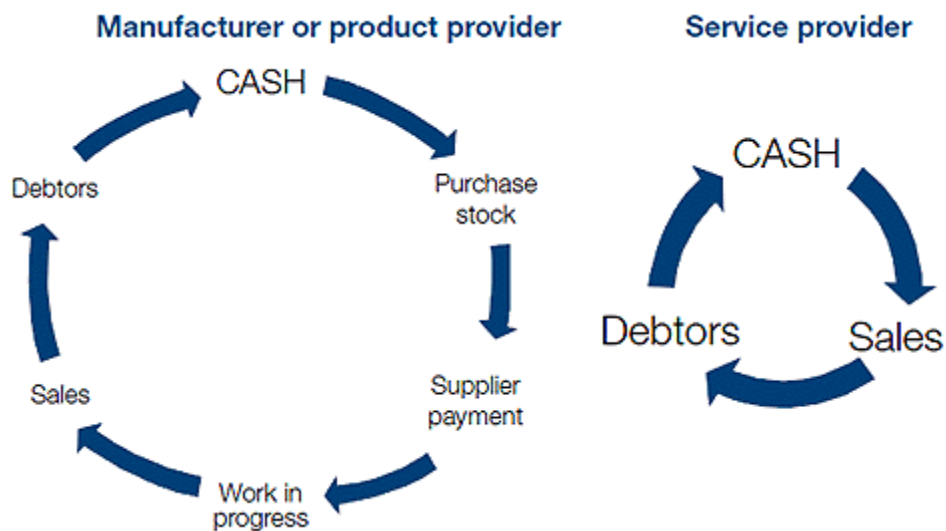 Manufacturer or product provider
CASH
Purchase
stock
Supplier
payment
Work in
progress
Sales
Debtors
Service provider
CASH
Sales
Debtors